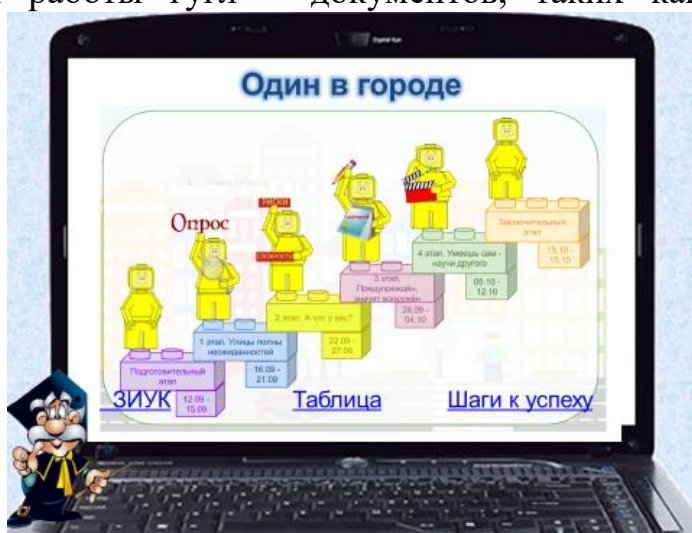 работы гугл – документов, таких как
Один в городе
Опрос
РИСКИ
СЛОЖНОСТИ
Заключительный
этап
13.10 -
15.10
4 этап. Умеешь сам -
научи другого
05.10 -
12.10
3 этап.
Предупреждён,
значит вооружён
28.09 -
04.10
2 этап. А что у вас?
22.09 -
27.09
1 этап. Улицы полны
неожиданностей
16.09 -
21.09
Подготовительный
этап
12.09 -
15.09
ЗИУК Таблица Шаги к успеху